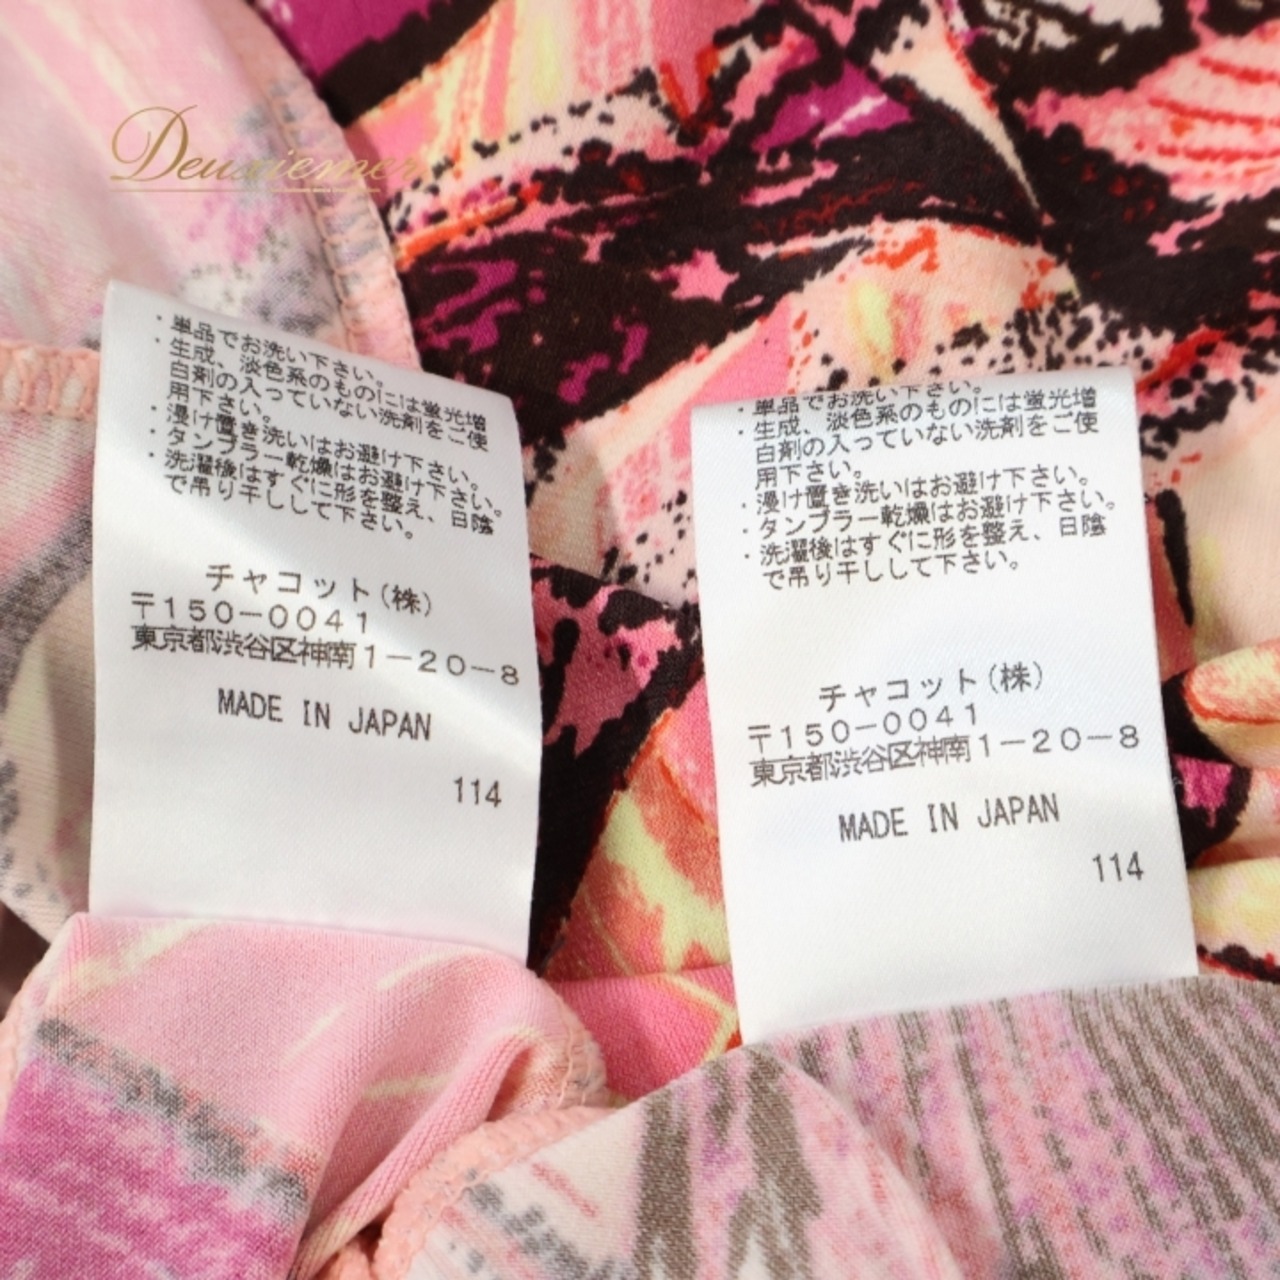 Deuxiemer
・単品でお洗い下さい。
・生成、淡色系のものには蛍光増
白剤の入っていない洗剤をご使
用下さい。
・浸け置き洗いはお避け下さい。
・タンブラー乾燥はお避け下さい。
・洗濯後はすぐに形を整え、日陰
で吊り干しして下さい。
チャコット(株)
〒150-0041
東京都渋谷区神南1-20-8
MADE IN JAPAN
114
・単品でお洗い下さい。
・生成、淡色系のものには蛍光増
白剤の入っていない洗剤をご使
用下さい。
・浸け置き洗いはお避け下さい。
・タンブラー乾燥はお避け下さい。
・洗濯後はすぐに形を整え、日陰
で吊り干しして下さい。
チャコット(株)
〒150-0041
東京都渋谷区神南1-20-8
MADE IN JAPAN
114